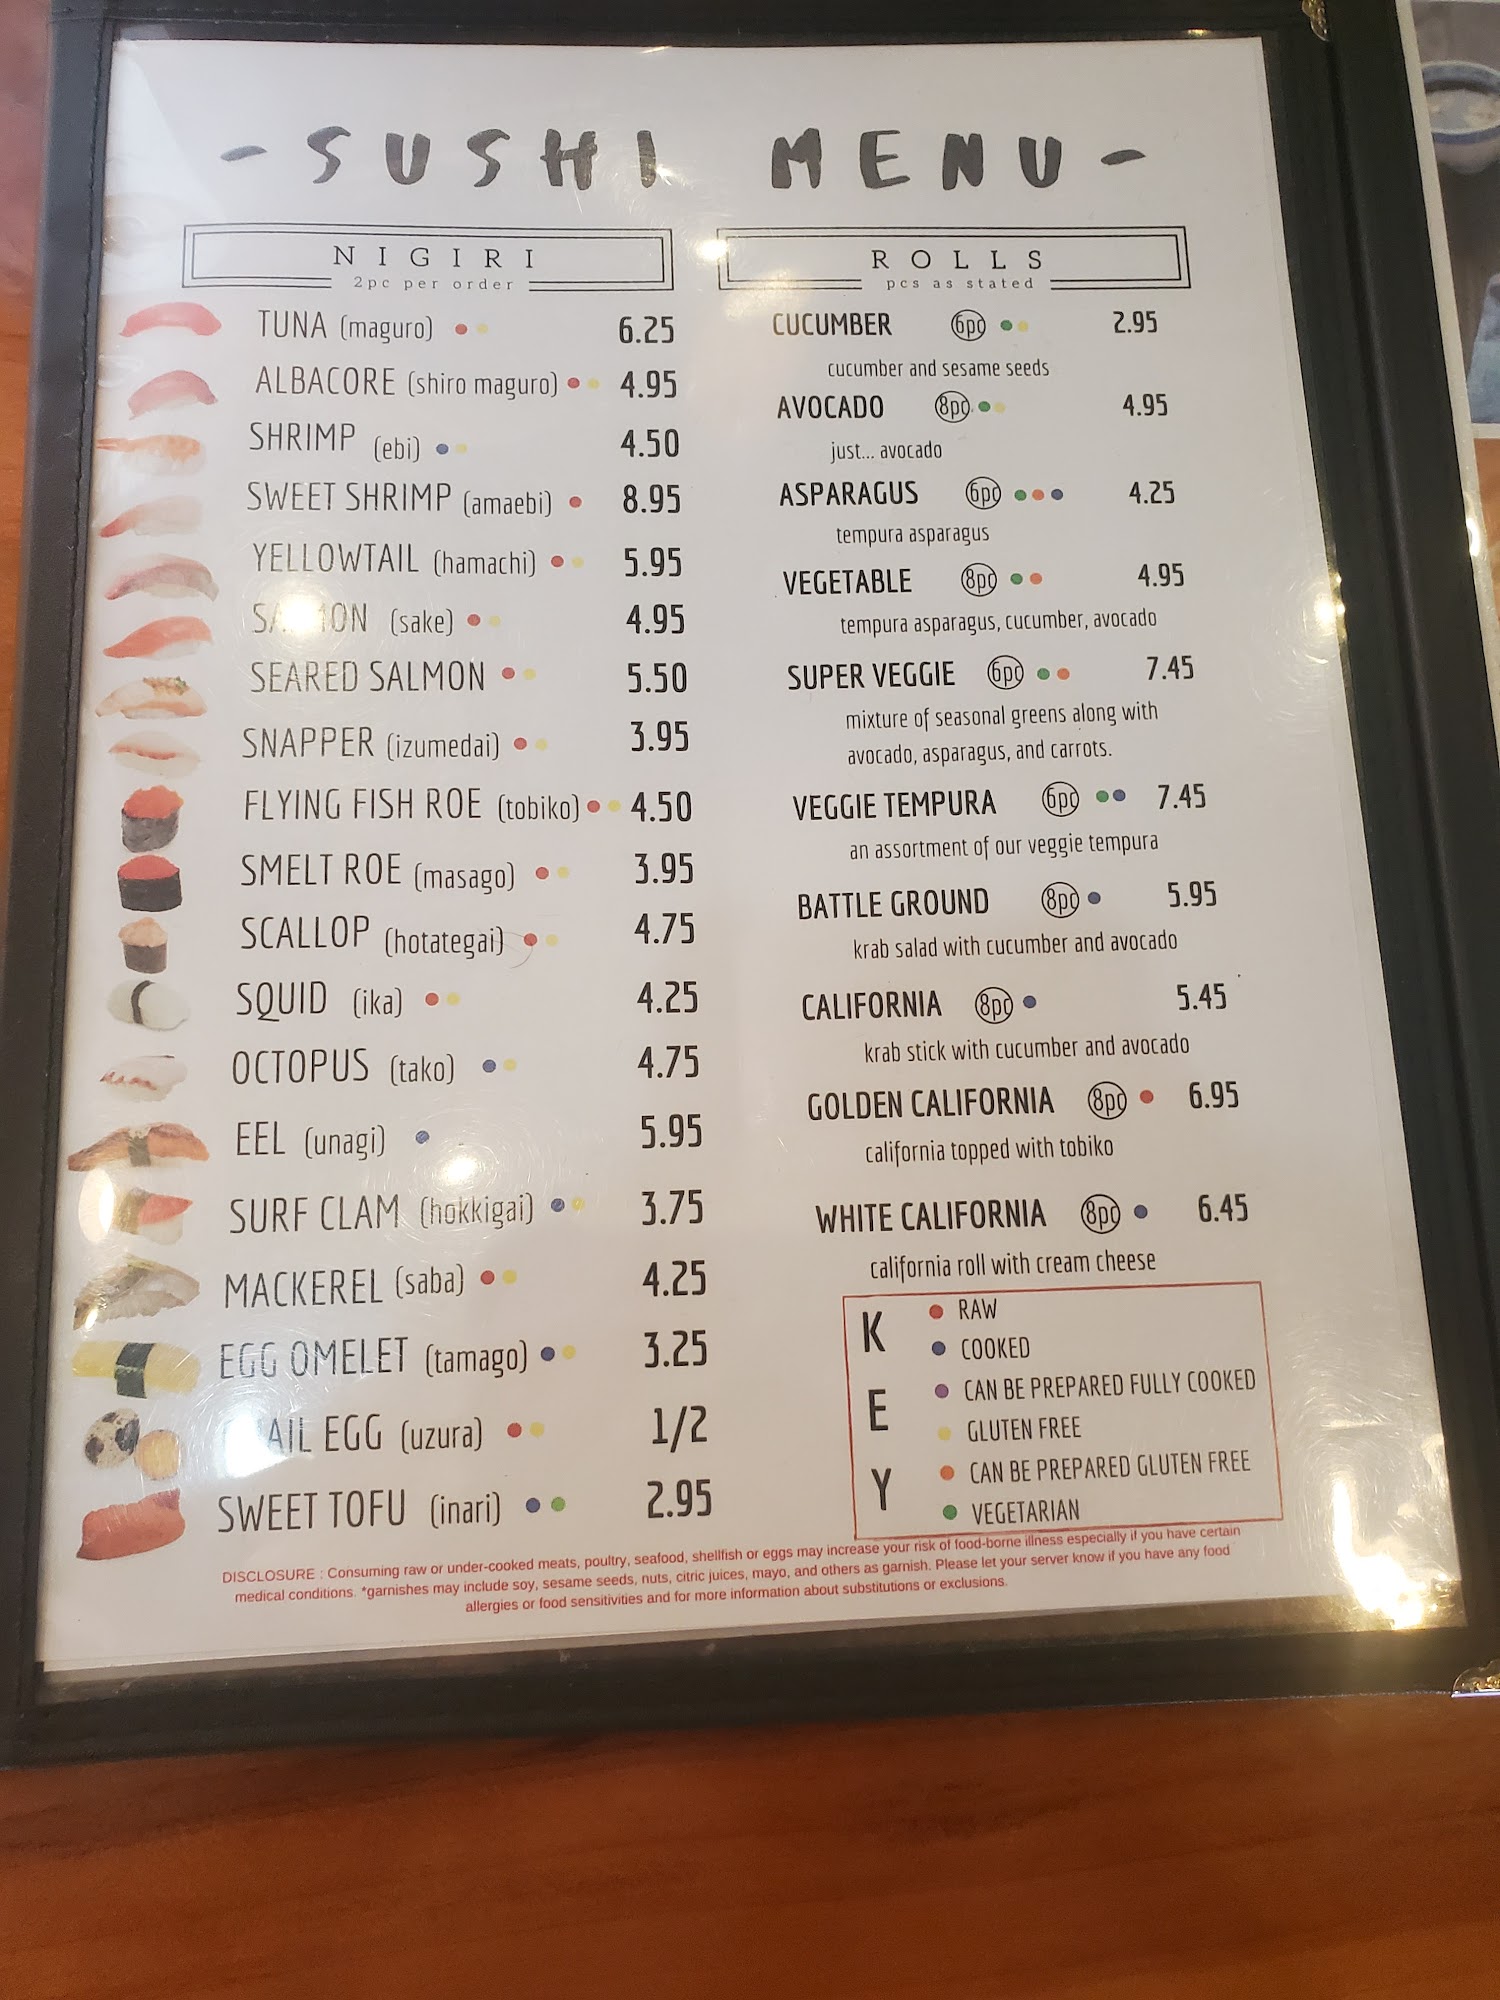 - SUSHI MENU -
NIGIRI
2pc per order
TUNA (maguro) 6.25
ALBACORE (shiro maguro) 4.95
SHRIMP (ebi) 4.50
SWEET SHRIMP (amaebi) 8.95
YELLOWTAIL (hamachi) 5.95
SALMON (sake) 4.95
SEARED SALMON 5.50
SNAPPER (izumedai) 3.95
FLYING FISH ROE (tobiko) 4.50
SMELT ROE (masago) 3.95
SCALLOP (hotategai) 4.75
SQUID (ika) 4.25
OCTOPUS (tako) 4.75
EEL (unagi) 5.95
SURF CLAM (hokkigai) 3.75
MACKEREL (saba) 4.25
EGG OMELET (tamago) 3.25
EGG (uzura) 1/2
SWEET TOFU (inari) 2.95
ROLLS
pcs as stated
CUCUMBER 6pc 2.95
cucumber and sesame seeds
AVOCADO 8pc 4.95
just... avocado
ASPARAGUS 6pc 4.25
tempura asparagus
VEGETABLE 8pc 4.95
tempura asparagus, cucumber, avocado
SUPER VEGGIE 6pc 7.45
mixture of seasonal greens along with
avocado, asparagus, and carrots.
VEGGIE TEMPURA 6pc 7.45
an assortment of our veggie tempura
BATTLE GROUND 8pc 5.95
krab salad with cucumber and avocado
CALIFORNIA 8pc 5.45
krab stick with cucumber and avocado
GOLDEN CALIFORNIA 8pc 6.95
california topped with tobiko
WHITE CALIFORNIA 8pc 6.45
california roll with cream cheese
KEY
RAW
COOKED
CAN BE PREPARED FULLY COOKED
GLUTEN FREE
CAN BE PREPARED GLUTEN FREE
VEGETARIAN
DISCLOSURE : Consuming raw or under-cooked meats, poultry, seafood, shellfish or eggs may increase your risk of food-borne illness especially if you have certain
medical conditions. *garnishes may include soy, sesame seeds, nuts, citric juices, mayo, and others as garnish. Please let your server know if you have any food
allergies or food sensitivities and for more information about substitutions or exclusions.